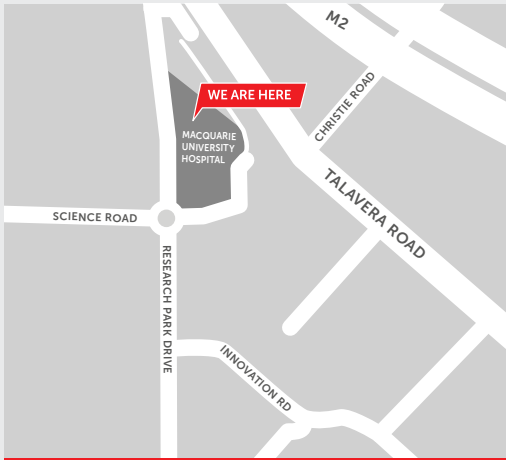 M2
WE ARE HERE
CHRISTIE ROAD
MACQUARIE
UNIVERSITY
HOSPITAL
TALAVERA ROAD
SCIENCE ROAD
RESEARCH PARK DRIVE
INNOVATION RD